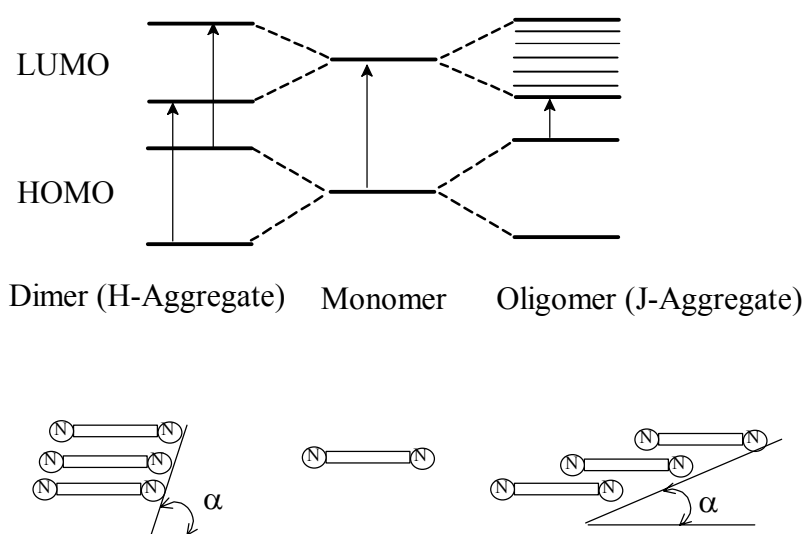 LUMO
HOMO
Dimer (H-Aggregate) Monomer Oligomer (J-Aggregate)
N N
N N
N N
α
N N
N N
N N
N N
α